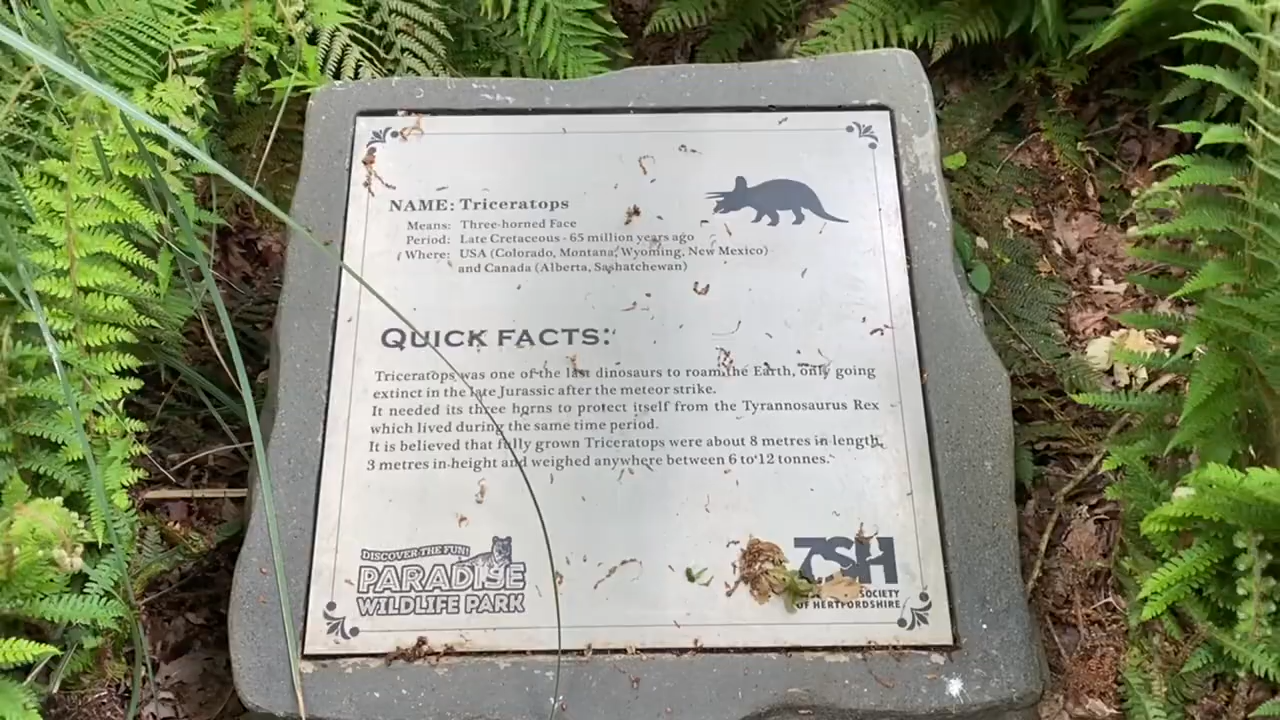 NAME: Triceratops
Means: Three-horned Face
Period: Late Cretaceous - 65 million years ago
Where: USA (Colorado, Montana, Wyoming, New Mexico)
and Canada (Alberta, Saskatchewan)
QUICK FACTS:
Triceratops was one of the last dinosaurs to roam the Earth, only going
extinct in the late Jurassic after the meteor strike.
It needed its three horns to protect itself from the Tyrannosaurus Rex
which lived during the same time period.
It is believed that fully grown Triceratops were about 8 metres in length,
3 metres in height and weighed anywhere between 6 to 12 tonnes.
DISCOVER THE FUN!
PARADISE
WILDLIFE PARK
ZSH
SOCIETY
OF HERTFORDSHIRE